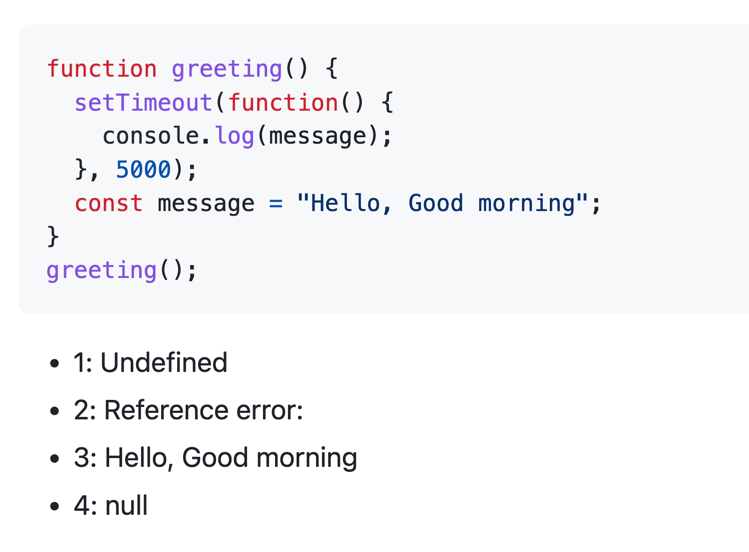 function greeting() {
  setTimeout(function() {
    console.log(message);
  }, 5000);
  const message = "Hello, Good morning";
}
greeting();
• 1: Undefined
• 2: Reference error:
• 3: Hello, Good morning
• 4: null